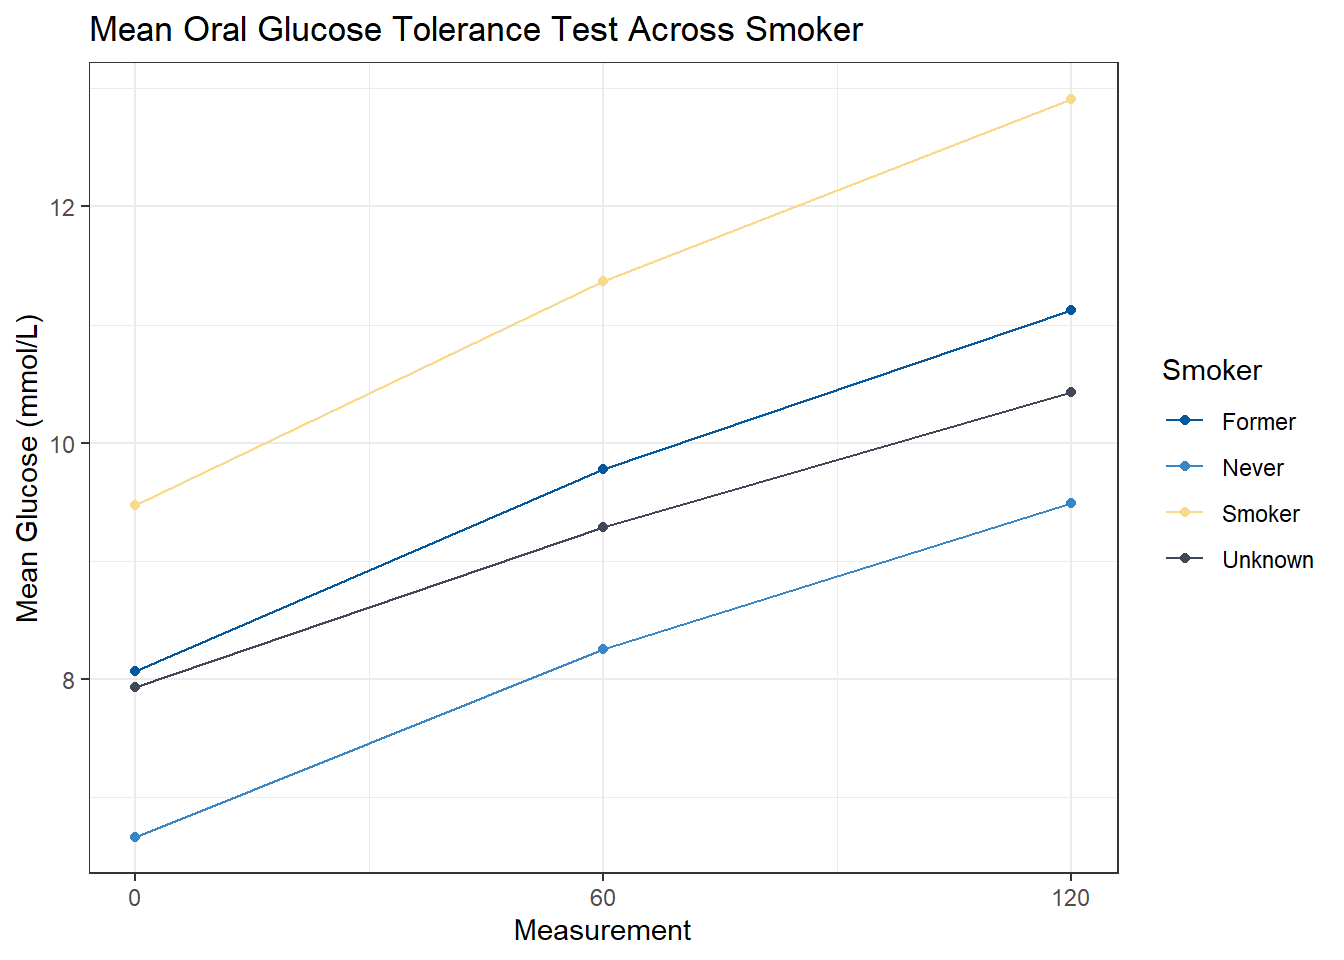 Mean Oral Glucose Tolerance Test Across Smoker
Mean Glucose (mmol/L)
12
10
8
0
60
120
Measurement
Smoker
Former
Never
Smoker
Unknown